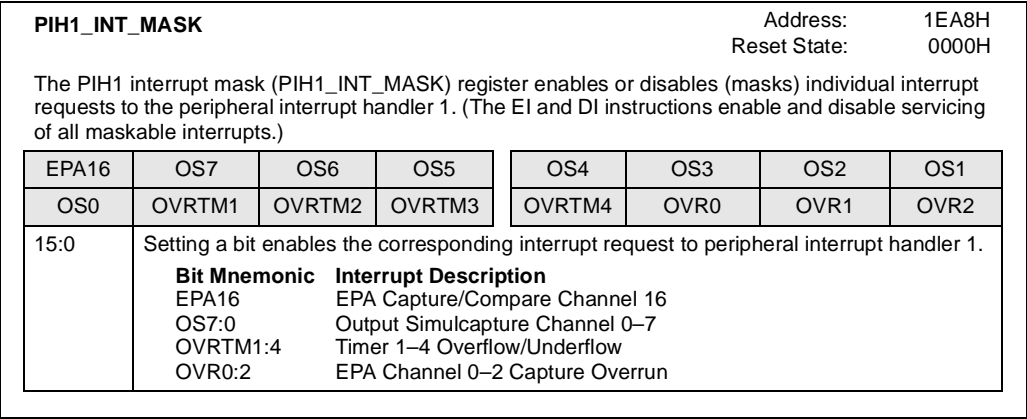 PIH1_INT_MASK Address: 1EA8H
Reset State: 0000H
The PIH1 interrupt mask (PIH1_INT_MASK) register enables or disables (masks) individual interrupt
requests to the peripheral interrupt handler 1. (The EI and DI instructions enable and disable servicing
of all maskable interrupts.)
EPA16 OS7 OS6 OS5 OS4 OS3 OS2 OS1
OS0 OVRTM1 OVRTM2 OVRTM3 OVRTM4 OVR0 OVR1 OVR2
15:0 Setting a bit enables the corresponding interrupt request to peripheral interrupt handler 1.
Bit Mnemonic Interrupt Description
EPA16 EPA Capture/Compare Channel 16
OS7:0 Output Simulcapture Channel 0–7
OVRTM1:4 Timer 1–4 Overflow/Underflow
OVR0:2 EPA Channel 0–2 Capture Overrun